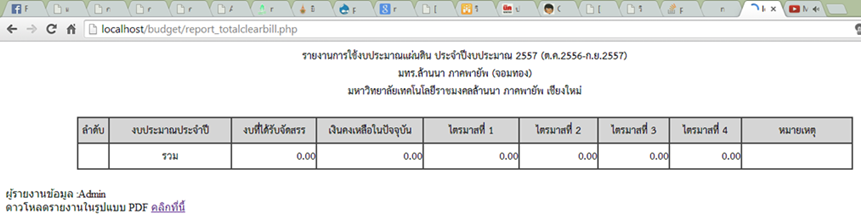 localhost/budget/report_totalclearbill.php
รายงานการใช้งบประมาณแผ่นดิน ประจำปีงบประมาณ 2557 (ต.ค.2556-ก.ย.2557)
มทร.ล้านนา ภาคพายัพ (จอมทอง)
มหาวิทยาลัยเทคโนโลยีราชมงคลล้านนา ภาคพายัพ เชียงใหม่
ลำดับ งบประมาณประจำปี งบที่ได้รับจัดสรร เงินคงเหลือในปัจจุบัน ไตรมาสที่ 1 ไตรมาสที่ 2 ไตรมาสที่ 3 ไตรมาสที่ 4 หมายเหตุ
รวม 0.00 0.00 0.00 0.00 0.00 0.00
ผู้รายงานข้อมูล :Admin
ดาวโหลดรายงานในรูปแบบ PDF คลิกที่นี้